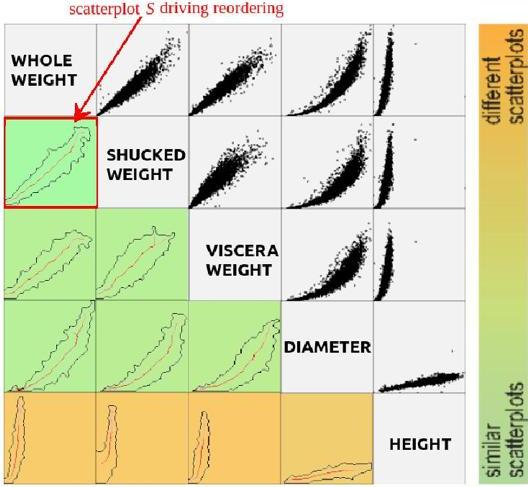 scatterplot S driving reordering
WHOLE
WEIGHT
different
scatterplots
SHUCKED
WEIGHT
VISCERA
WEIGHT
DIAMETER
HEIGHT
similar
scatterplots